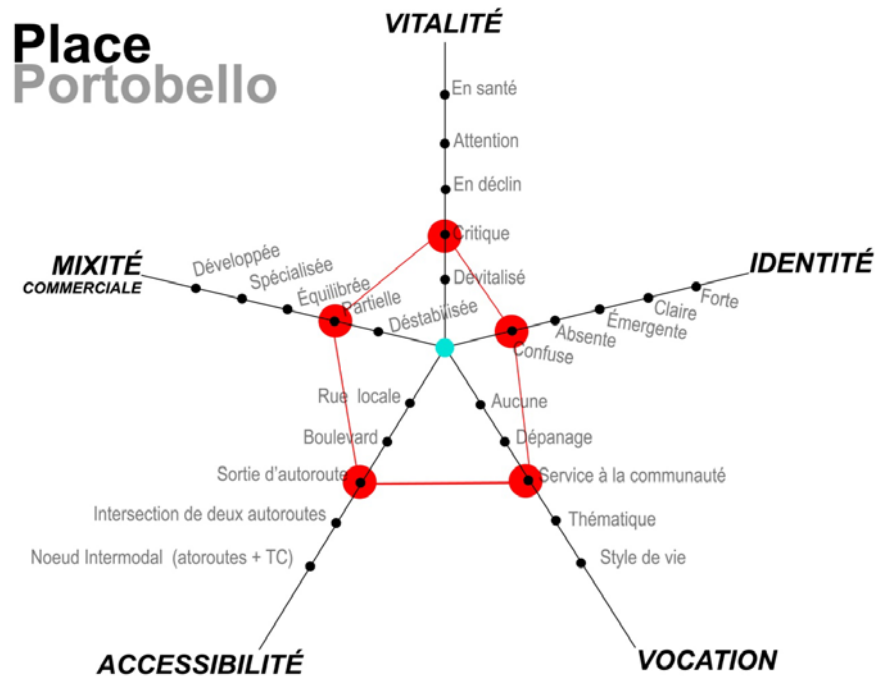 Place
Portobello
VITALITÉ
En santé
Attention
En déclin
Critique
Dévitalisé
MIXITÉ
COMMERCIALE
Développée
Spécialisée
Équilibrée
Partielle
Déstabilisée
IDENTITÉ
Forte
Claire
Émergente
Absente
Confuse
Rue locale
Boulevard
Sortie d'autoroute
Intersection de deux autoroutes
Noeud Intermodal (atoroutes + TC)
ACCESSIBILITÉ
Aucune
Dépanage
Service à la communauté
Thématique
Style de vie
VOCATION